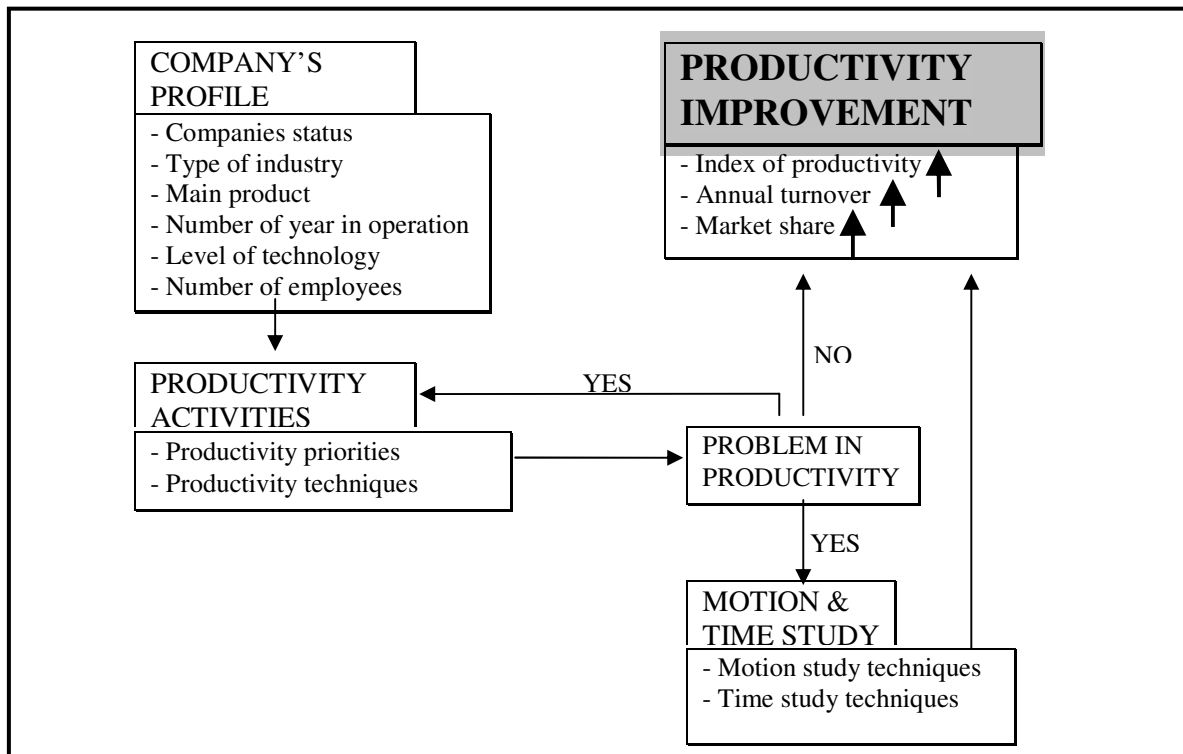 COMPANY'S
PROFILE
- Companies status
- Type of industry
- Main product
- Number of year in operation
- Level of technology
- Number of employees
PRODUCTIVITY
IMPROVEMENT
- Index of productivity
- Annual turnover
- Market share
NO
YES
PRODUCTIVITY
ACTIVITIES
- Productivity priorities
- Productivity techniques
PROBLEM IN
PRODUCTIVITY
YES
MOTION &
TIME STUDY
- Motion study techniques
- Time study techniques